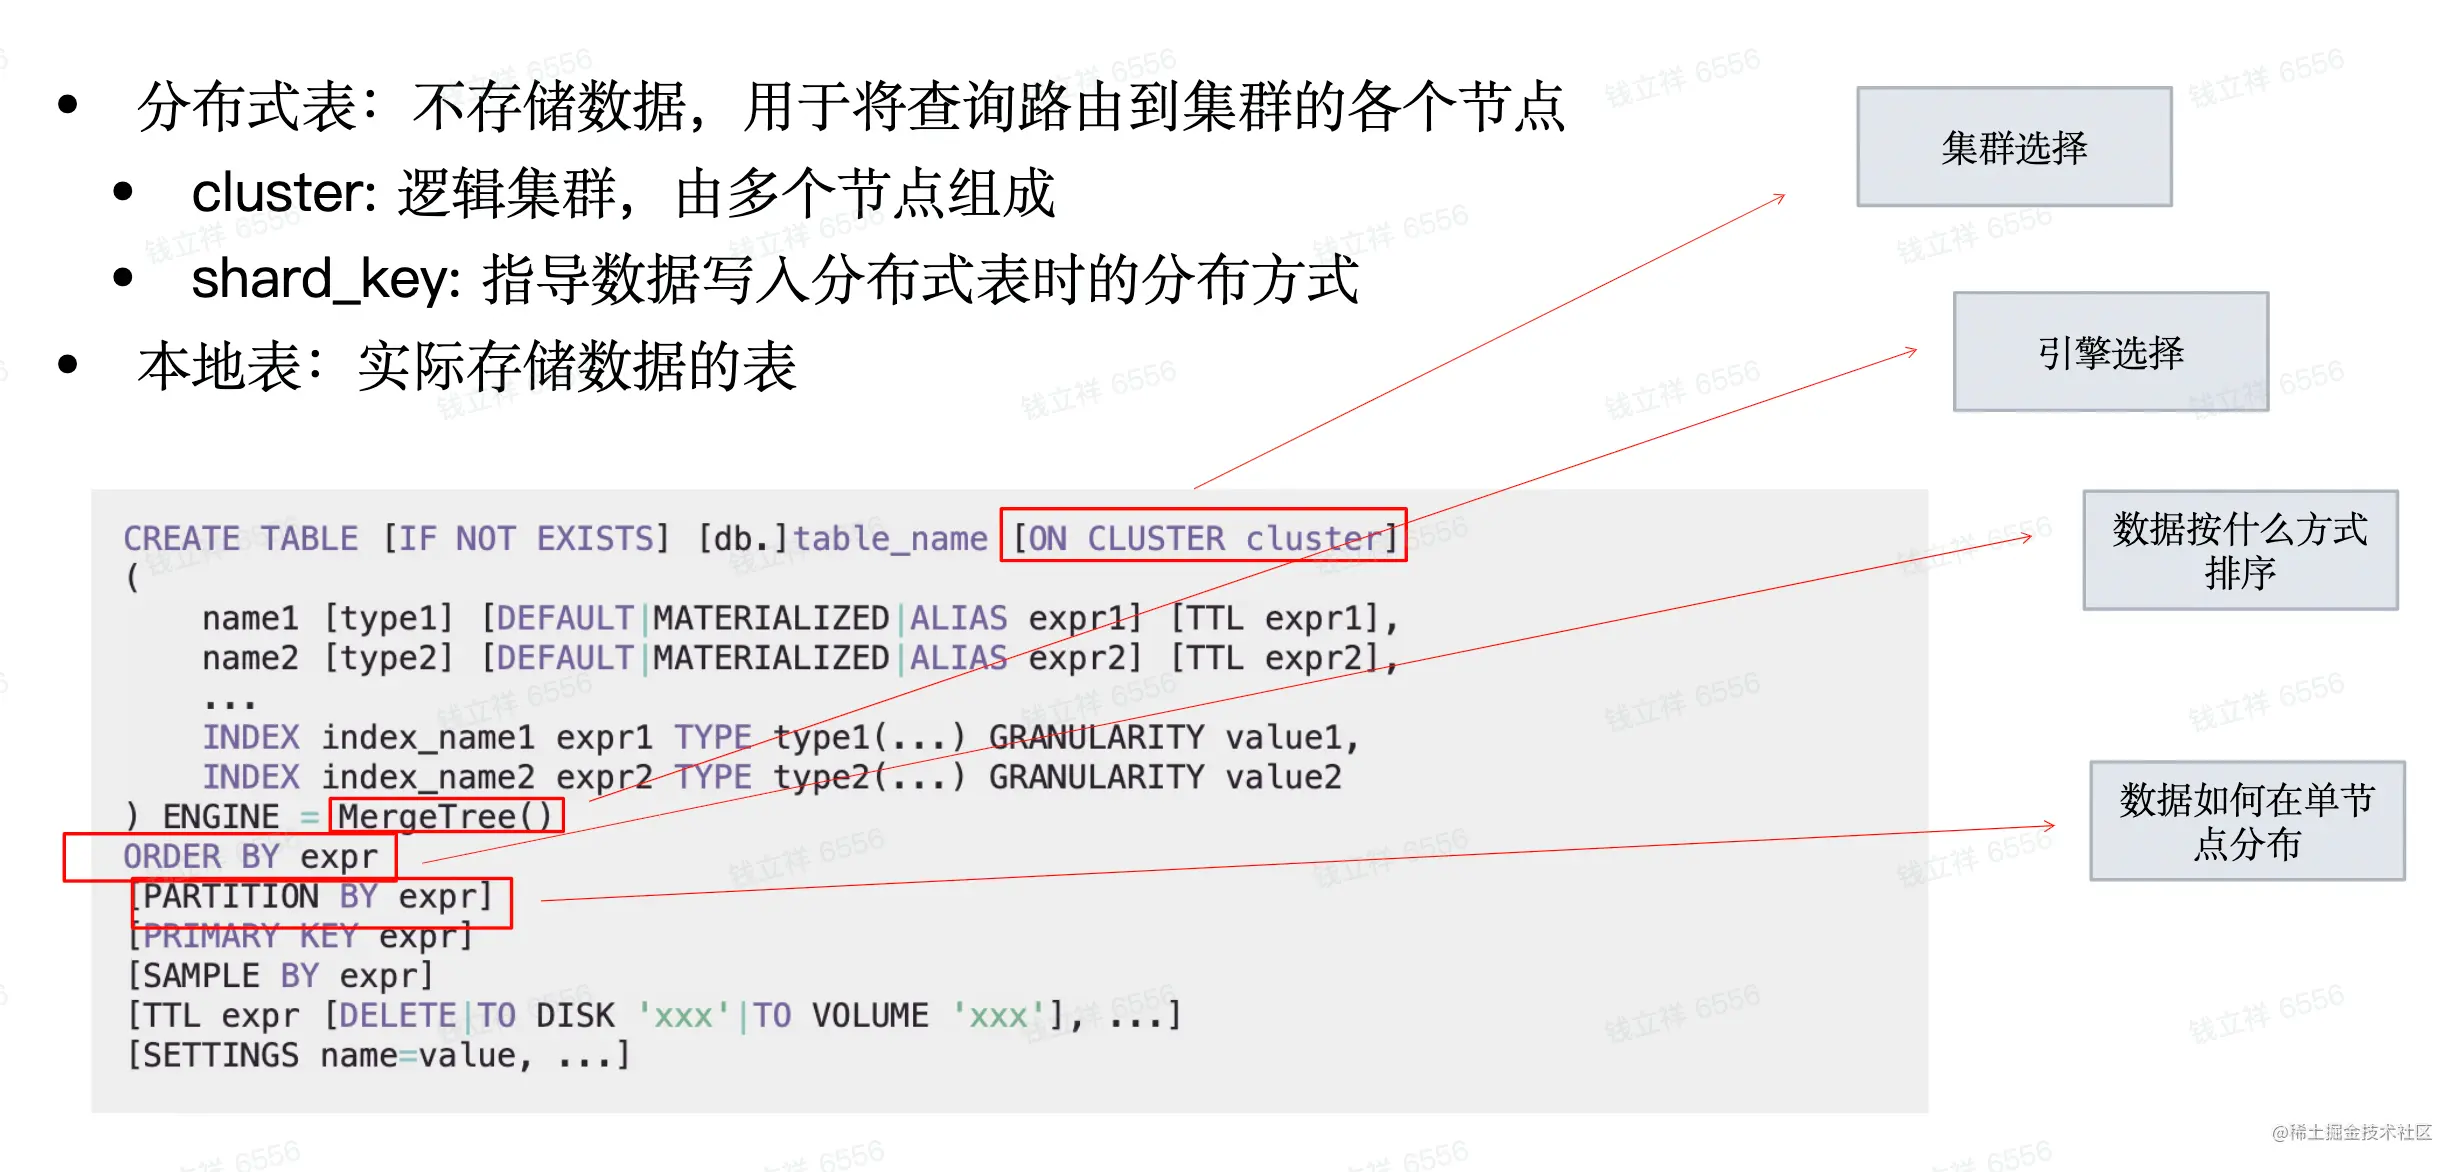 • 分布式表：不存储数据，用于将查询路由到集群的各个节点
• cluster: 逻辑集群，由多个节点组成
• shard_key: 指导数据写入分布式表时的分布方式
• 本地表：实际存储数据的表
集群选择
引擎选择
数据按什么方式
排序
数据如何在单节
点分布
CREATE TABLE [IF NOT EXISTS] [db.]table_name [ON CLUSTER cluster]
(
    name1 [type1] [DEFAULT|MATERIALIZED|ALIAS expr1] [TTL expr1],
    name2 [type2] [DEFAULT|MATERIALIZED|ALIAS expr2] [TTL expr2],
    ...
    INDEX index_name1 expr1 TYPE type1(...) GRANULARITY value1,
    INDEX index_name2 expr2 TYPE type2(...) GRANULARITY value2
) ENGINE = MergeTree()
ORDER BY expr
[PARTITION BY expr]
[PRIMARY KEY expr]
[SAMPLE BY expr]
[TTL expr [DELETE|TO DISK 'xxx'|TO VOLUME 'xxx'], ...]
[SETTINGS name=value, ...]
钱立祥 6556
@稀土掘金技术社区